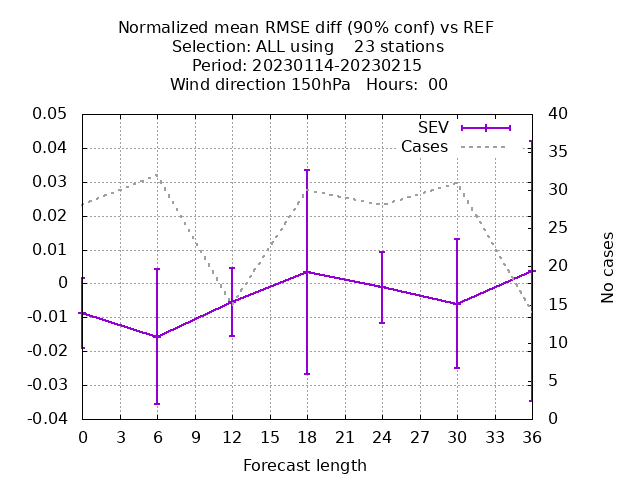 Normalized mean RMSE diff (90% conf) vs REF
Selection: ALL using    23 stations
Period: 20230114-20230215
Wind direction 150hPa   Hours:  00
SEV
Cases
0.05
0.04
0.03
0.02
0.01
0
-0.01
-0.02
-0.03
-0.04
40
35
30
25
20
15
10
5
0
No cases
0 3 6 9 12 15 18 21 24 27 30 33 36
Forecast length